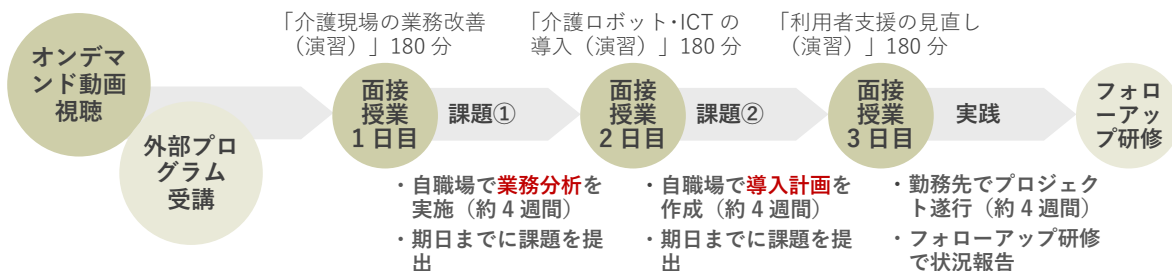 オンデマ
ンド動画
視聴
外部プロ
グラム
受講
「介護現場の業務改善
（演習）」180 分
面接
授業
1 日目
課題①
・自職場で業務分析を
実施（約 4 週間）
・期日までに課題を提
出
「介護ロボット・ICT の
導入（演習）」180 分
面接
授業
2 日目
課題②
・自職場で導入計画を
作成（約 4 週間）
・期日までに課題を提
出
「利用者支援の見直し
（演習）」180 分
面接
授業
3 日目
実践
・勤務先でプロジェク
ト遂行（約 4 週間）
・フォローアップ研修
で状況報告
フォロ
ーアッ
プ研修